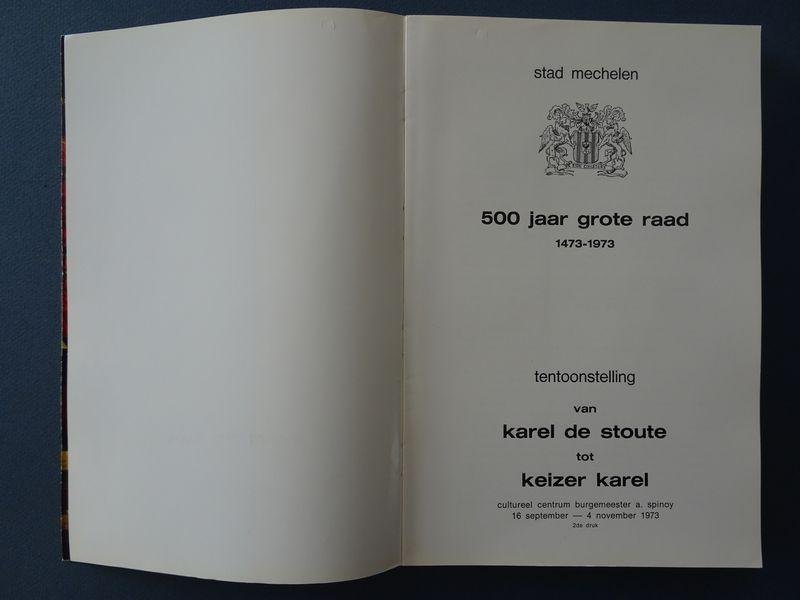 stad mechelen
500 jaar grote raad
1473-1973
tentoonstelling
van
karel de stoute
tot
keizer karel
cultureel centrum burgemeester a. spinoy
16 september — 4 november 1973
2de druk